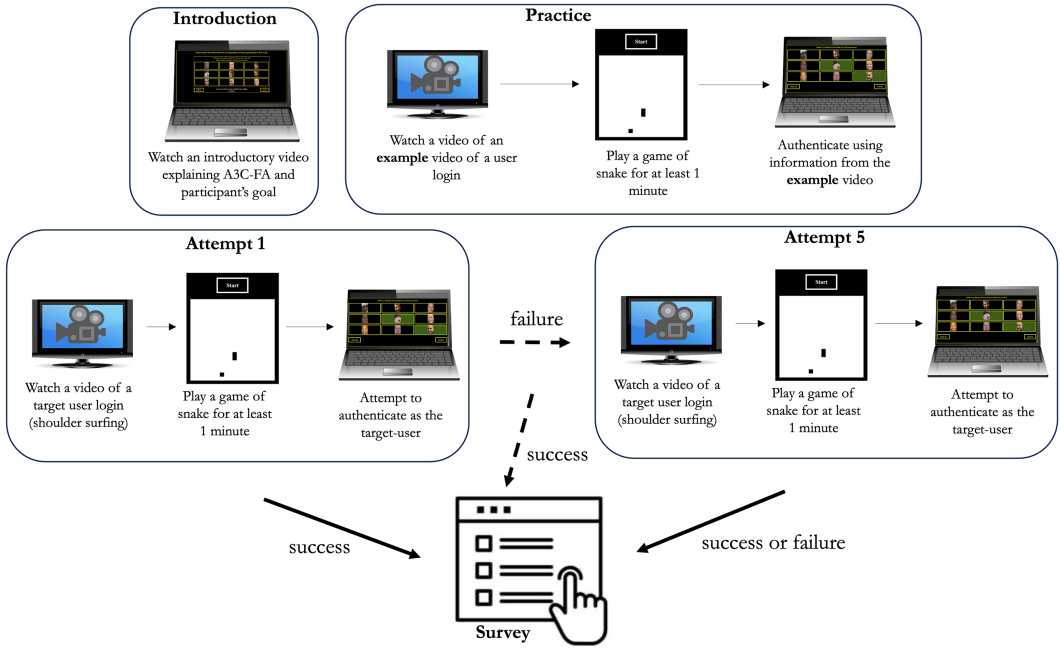 Introduction
Watch an introductory video
explaining A3C-FA and
participant's goal
Practice
Start
Watch a video of an
example video of a user
login
Play a game of
snake for at least 1
minute
Authenticate using
information from the
example video
Attempt 1
Start
Watch a video of a
target user login
(shoulder surfing)
Play a game of
snake for at least
1 minute
Attempt to
authenticate as the
target-user
failure
success
Attempt 5
Start
Watch a video of a
target user login
(shoulder surfing)
Play a game of
snake for at least
1 minute
Attempt to
authenticate as the
target-user
success
success or failure
Survey